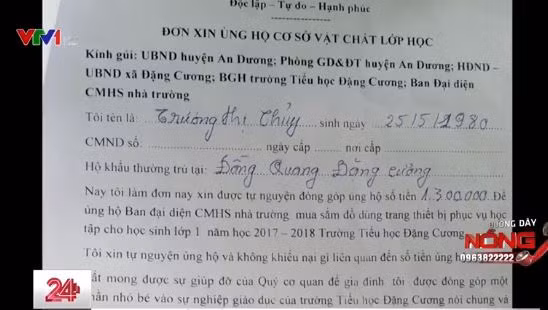 Độc lập – Tự do – Hạnh phúc
VTV1
ĐƠN XIN ỦNG HỘ CƠ SỞ VẬT CHẤT LỚP HỌC
Kính gửi: UBND huyện An Dương; Phòng GD&ĐT huyện An Dương; HĐND –
UBND xã Đặng Cương; BGH trường Tiểu học Đặng Cương; Ban Đại diện
CMHS nhà trường
Tôi tên là: Trương Thị Thủy sinh ngày 25/5/1980
CMND số: ngày cấp nơi cấp
Hộ khẩu thường trú tại: Đồng Quang Đặng Cương
Nay tôi làm đơn này xin được tự nguyện đóng góp ủng hộ số tiền 1.300.000. Để
ủng hộ Ban đại diện CMHS nhà trường mua sắm đồ dùng trang thiết bị phục vụ học
tập cho học sinh lớp 1 năm học 2017 – 2018 Trường Tiểu học Đặng Cương
Tôi xin tự nguyện ủng hộ và không khiếu nại gì liên quan đến số tiền ủng
mong được sự giúp đỡ của Quý cơ quan để gia đình tôi được đóng góp một
phần nhỏ bé vào sự nghiệp giáo dục của trường Tiểu học Đặng Cương nói chung và
ĐƯỜNG DÂY
NÓNG
0963822222
24